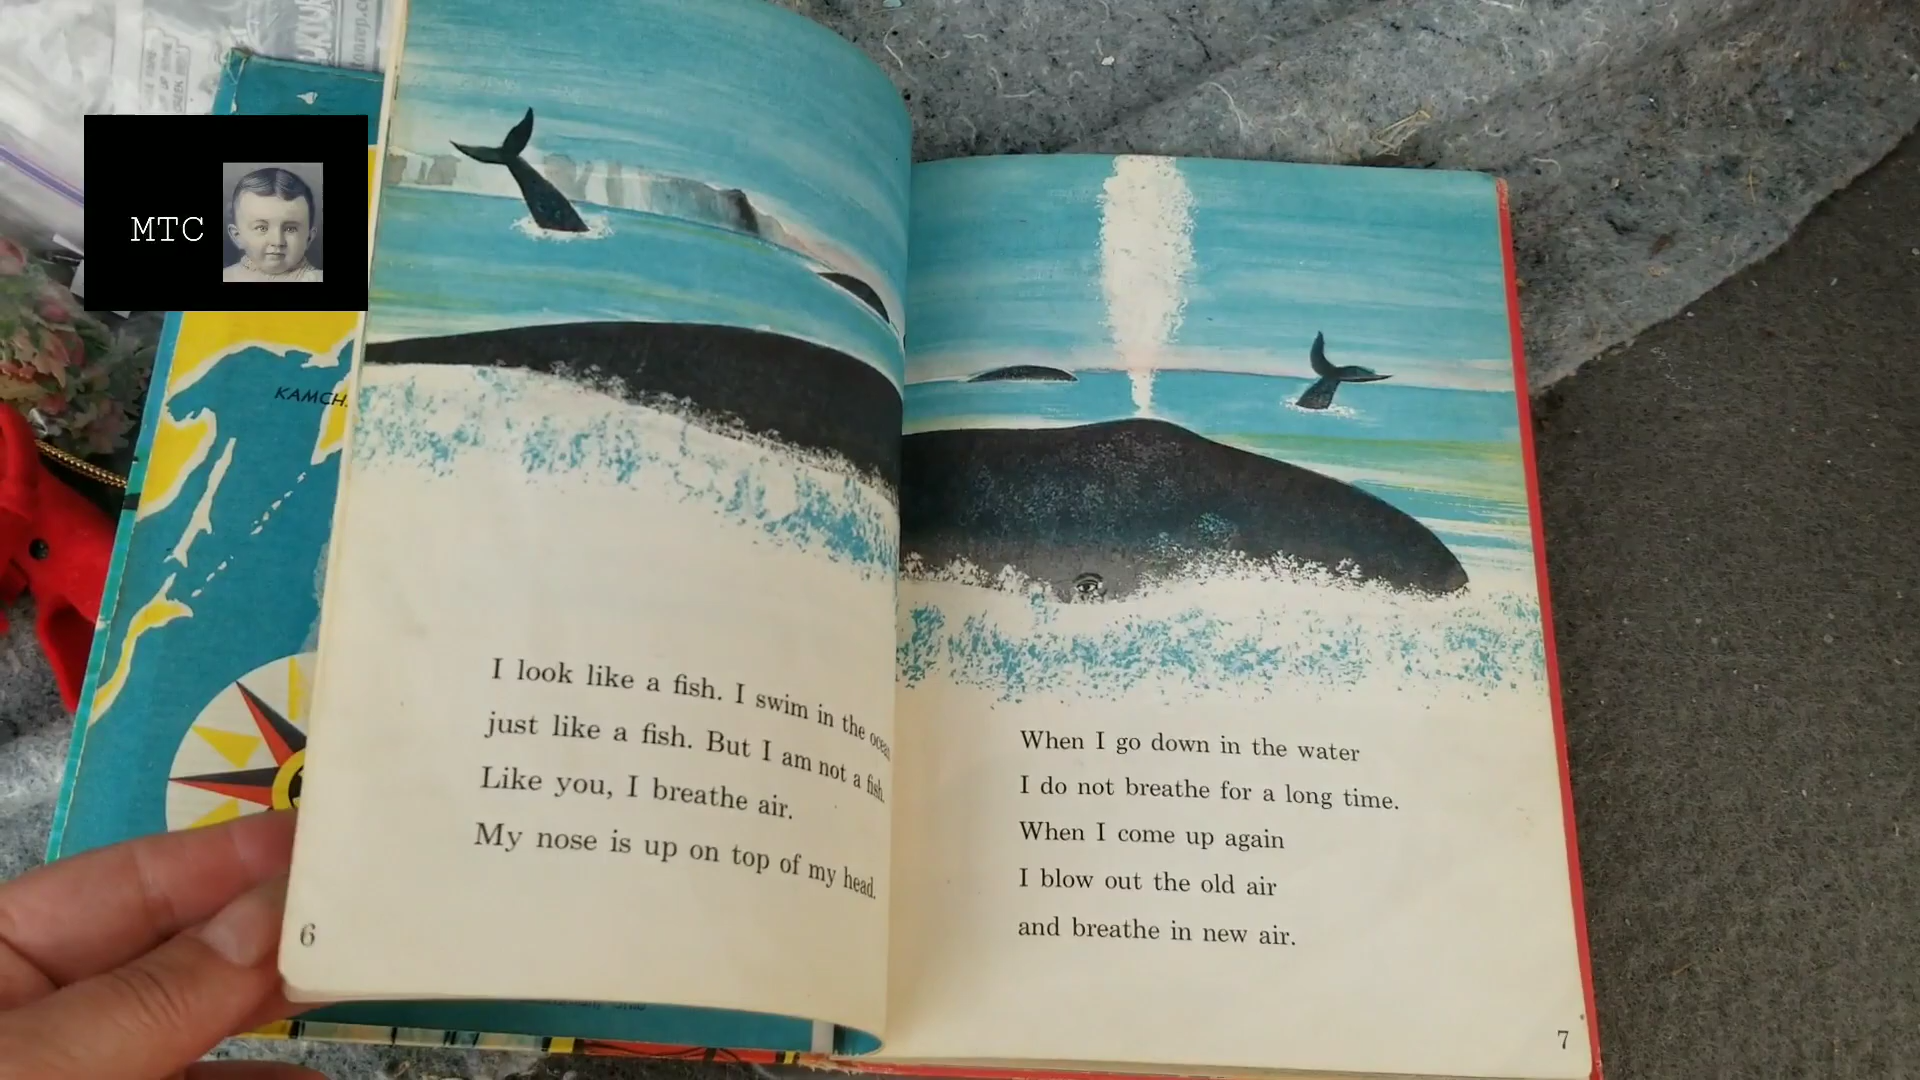 MTC
KAMCH
I look like a fish. I swim in the ocean
just like a fish. But I am not a fish.
Like you, I breathe air.
My nose is up on top of my head.
6
When I go down in the water
I do not breathe for a long time.
When I come up again
I blow out the old air
and breathe in new air.
7